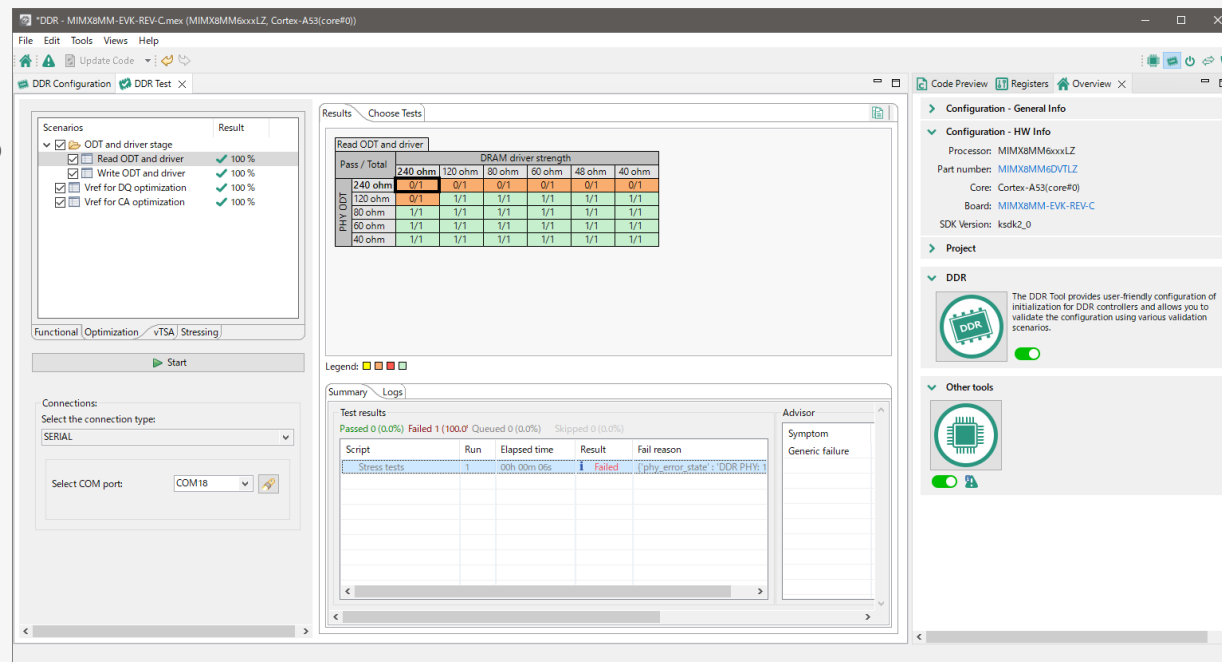 *DDR - MIMX8MM-EVK-REV-C.mex (MIMX8MM6xxxLZ, Cortex-A53(core#0))
File Edit Tools Views Help
Update Code
DDR Configuration DDR Test
Scenarios Result
ODT and driver stage
Read ODT and driver 100 %
Write ODT and driver 100 %
Vref for DQ optimization 100 %
Vref for CA optimization 100 %
Functional Optimization vTSA Stressing
Start
Connections:
Select the connection type:
SERIAL
Select COM port: COM18
Results Choose Tests
Read ODT and driver
Pass / Total DRAM driver strength
240 ohm 120 ohm 80 ohm 60 ohm 48 ohm 40 ohm
PHY ODT
240 ohm 0/1 0/1 0/1 0/1 0/1 0/1
120 ohm 0/1 1/1 1/1 1/1 1/1 1/1
80 ohm 1/1 1/1 1/1 1/1 1/1 1/1
60 ohm 1/1 1/1 1/1 1/1 1/1 1/1
40 ohm 1/1 1/1 1/1 1/1 1/1 1/1
Legend:
Summary Logs
Test results
Passed 0 (0.0%) Failed 1 (100.0' Queued 0 (0.0%) Skipped 0 (0.0%)
Script Run Elapsed time Result Fail reason
Stress tests 1 00h 00m 06s Failed {'phy_error_state' : 'DDR PHY: 1
Advisor
Symptom
Generic failure
Code Preview Registers Overview
Configuration - General Info
Configuration - HW Info
Processor: MIMX8MM6xxxLZ
Part number: MIMX8MM6DVTLZ
Core: Cortex-A53(core#0)
Board: MIMX8MM-EVK-REV-C
SDK Version: ksdk2_0
Project
DDR
DDR
The DDR Tool provides user-friendly configuration of
initialization for DDR controllers and allows you to
validate the configuration using various validation
scenarios.
Other tools